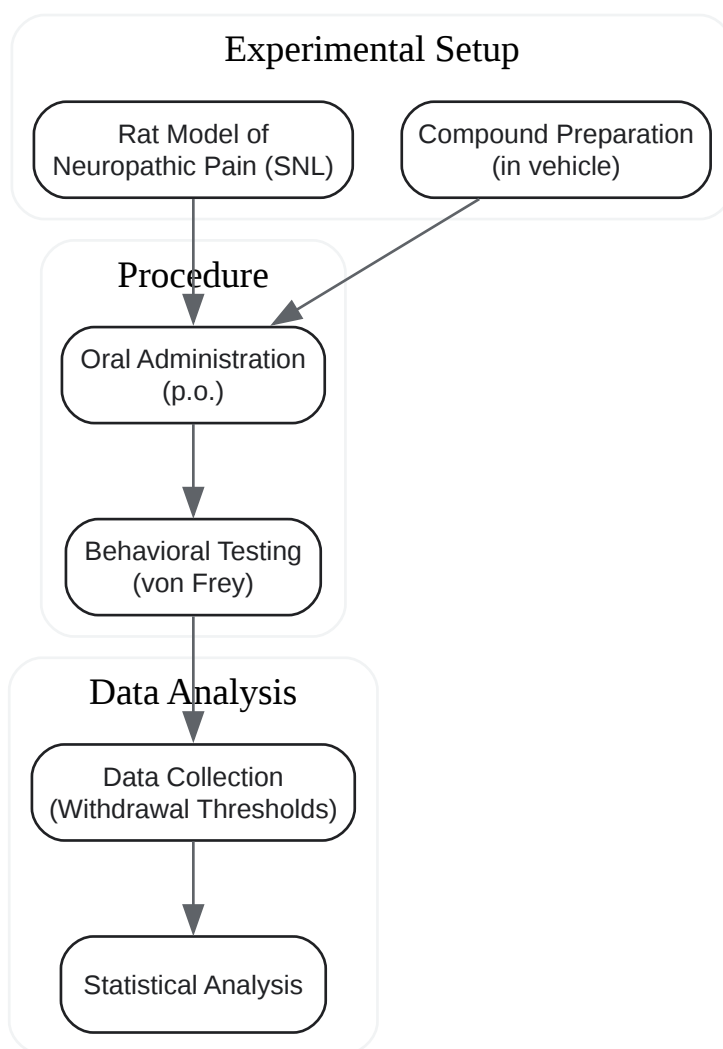 Experimental Setup
Rat Model of
Neuropathic Pain (SNL)
Compound Preparation
(in vehicle)
Procedure
Oral Administration
(p.o.)
Behavioral Testing
(von Frey)
Data Analysis
Data Collection
(Withdrawal Thresholds)
Statistical Analysis